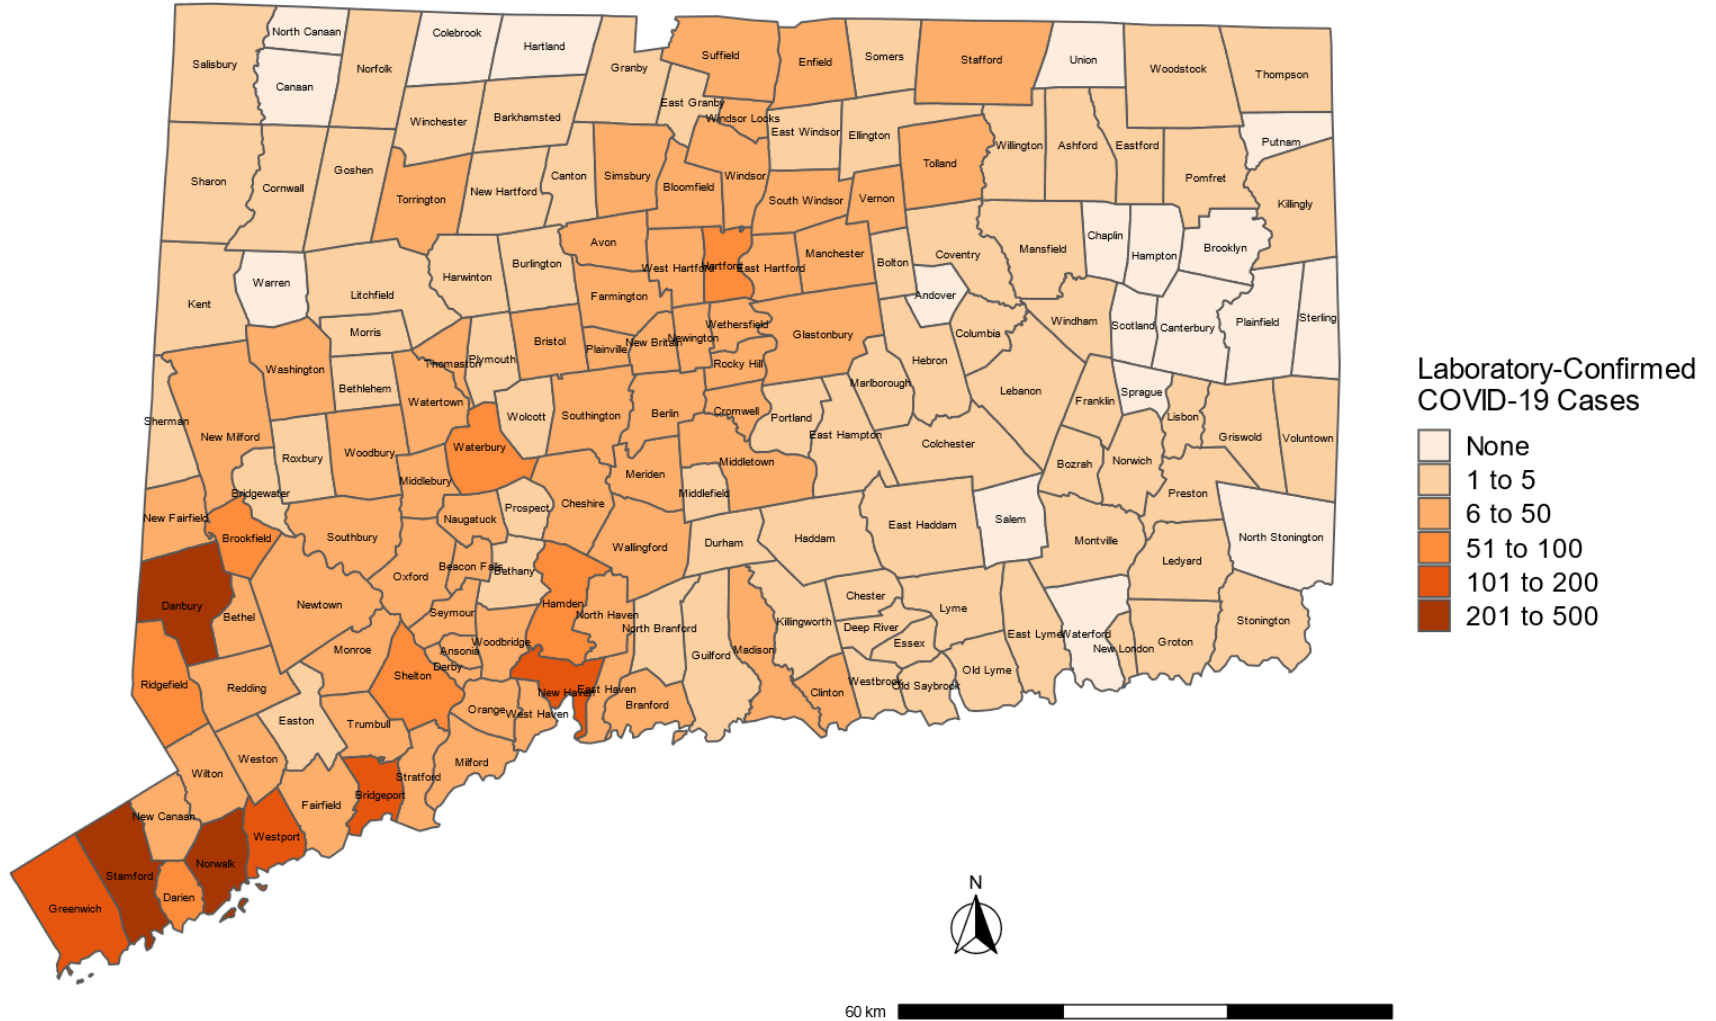 North Canaan
Colebrook
Hartland
Salisbury
Norfolk
Canaan
Granby
Suffield
Enfield
Somers
Stafford
Union
Woodstock
Thompson
East Granby
Windsor Locks
Winchester
Barkhamsted
East Windsor
Ellington
Willington
Ashford
Eastford
Putnam
Sharon
Cornwall
Goshen
Torrington
New Hartford
Canton
Simsbury
Bloomfield
Windsor
South Windsor
Vernon
Tolland
Pomfret
Killingly
Avon
West Hartford
Hartford
East Hartford
Manchester
Bolton
Coventry
Mansfield
Chaplin
Hampton
Brooklyn
Kent
Warren
Litchfield
Harwinton
Burlington
Farmington
Andover
Morris
Wethersfield
Glastonbury
Columbia
Windham
Scotland
Canterbury
Plainfield
Sterling
Washington
Bethlehem
Thomaston
Plymouth
Bristol
Plainville
New Britain
Newington
Rocky Hill
Marlborough
Hebron
Lebanon
Franklin
Sprague
Lisbon
Griswold
Voluntown
Sherman
New Milford
Roxbury
Woodbury
Watertown
Waterbury
Wolcott
Southington
Berlin
Cromwell
Portland
East Hampton
Colchester
Bozrah
Norwich
Preston
Bridgewater
Middlebury
Meriden
Middletown
Middlefield
New Fairfield
Brookfield
Southbury
Naugatuck
Prospect
Cheshire
Wallingford
Durham
Haddam
East Haddam
Salem
Montville
Ledyard
North Stonington
Danbury
Bethel
Newtown
Oxford
Beacon Falls
Bethany
Hamden
North Haven
North Branford
Killingworth
Chester
Deep River
Essex
Lyme
East Lyme
Waterford
New London
Groton
Stonington
Seymour
Ansonia
Derby
Woodbridge
Monroe
Shelton
Guilford
Madison
Clinton
Westbrook
Old Saybrook
Old Lyme
Ridgefield
Redding
Easton
Trumbull
Orange
West Haven
New Haven
East Haven
Branford
Wilton
Weston
Fairfield
Bridgeport
Stratford
Milford
New Canaan
Westport
Norwalk
Stamford
Darien
Greenwich
Laboratory-Confirmed
COVID-19 Cases
None
1 to 5
6 to 50
51 to 100
101 to 200
201 to 500
N
60 km